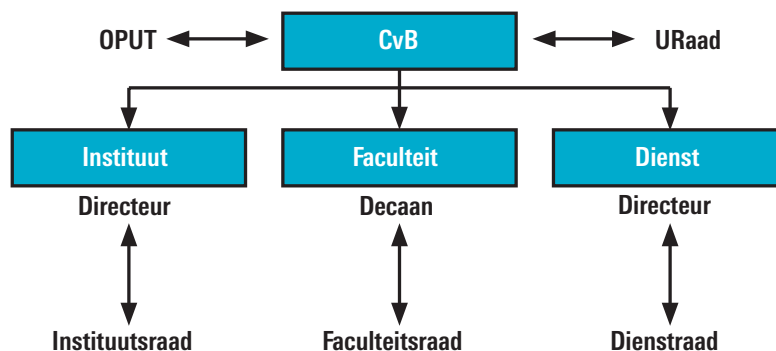 OPUT
CvB
URaad
Instituut
Faculteit
Dienst
Directeur
Decaan
Directeur
Instituutsraad
Faculteitsraad
Dienstraad